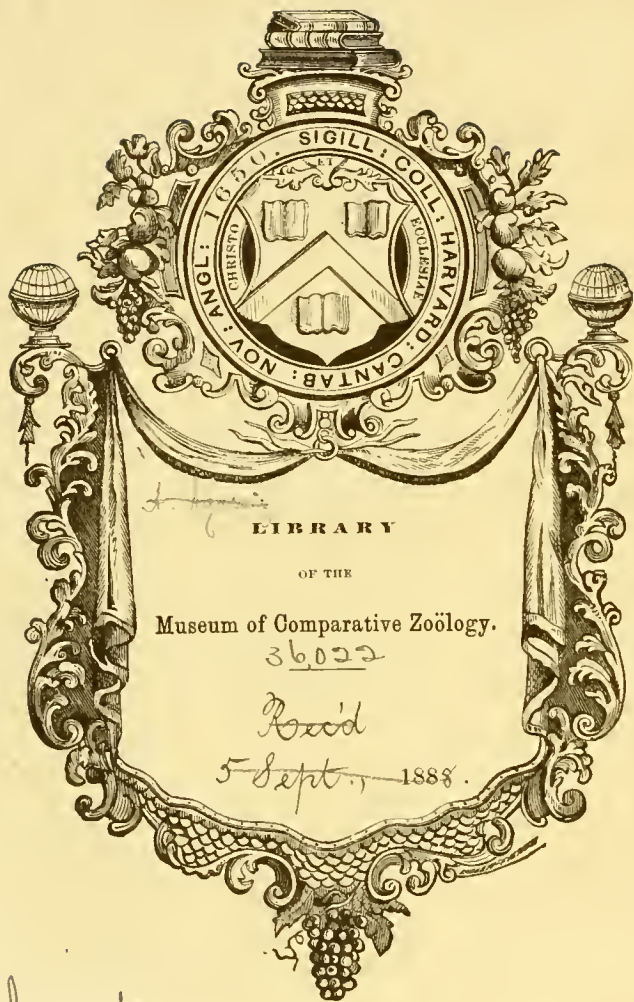 SIGILL : COLL : HARVARD : CANTAB : NOV : ANGL : 1650.
CHRISTO
ET
ECCLESIAE
LIBRARY
OF THE
Museum of Comparative Zoölogy.
36,022
Rec'd
5 Sept., 1888.